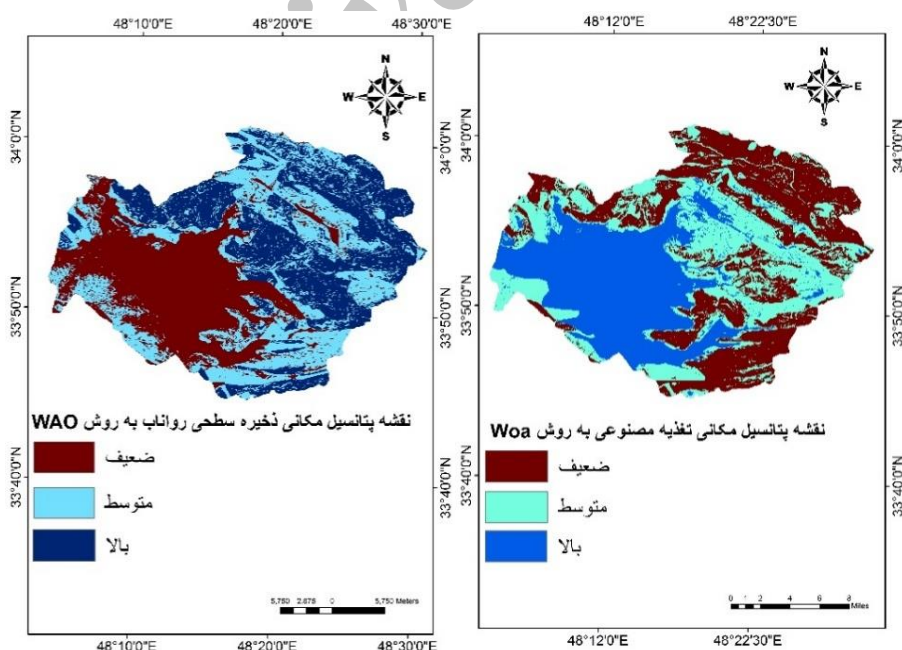 48°10'0"E 48°20'0"E 48°30'0"E
34°0'0"N
33°50'0"N
33°40'0"N
N
W E
S
نقشه پتانسیل مکانی ذخیره سطحی رواناب به روش WAO
ضعیف
متوسط
بالا
5,750 2,875 0 5,750 Meters
48°10'0"E 48°20'0"E 48°30'0"E
48°12'0"E 48°22'30"E
34°0'0"N
33°50'0"N
33°40'0"N
N
W E
S
34°0'0"N
33°50'0"N
33°40'0"N
نقشه پتانسیل مکانی تغذیه مصنوعی به روش Woa
ضعیف
متوسط
بالا
0 1 2 4 6 8
Miles
48°12'0"E 48°22'30"E